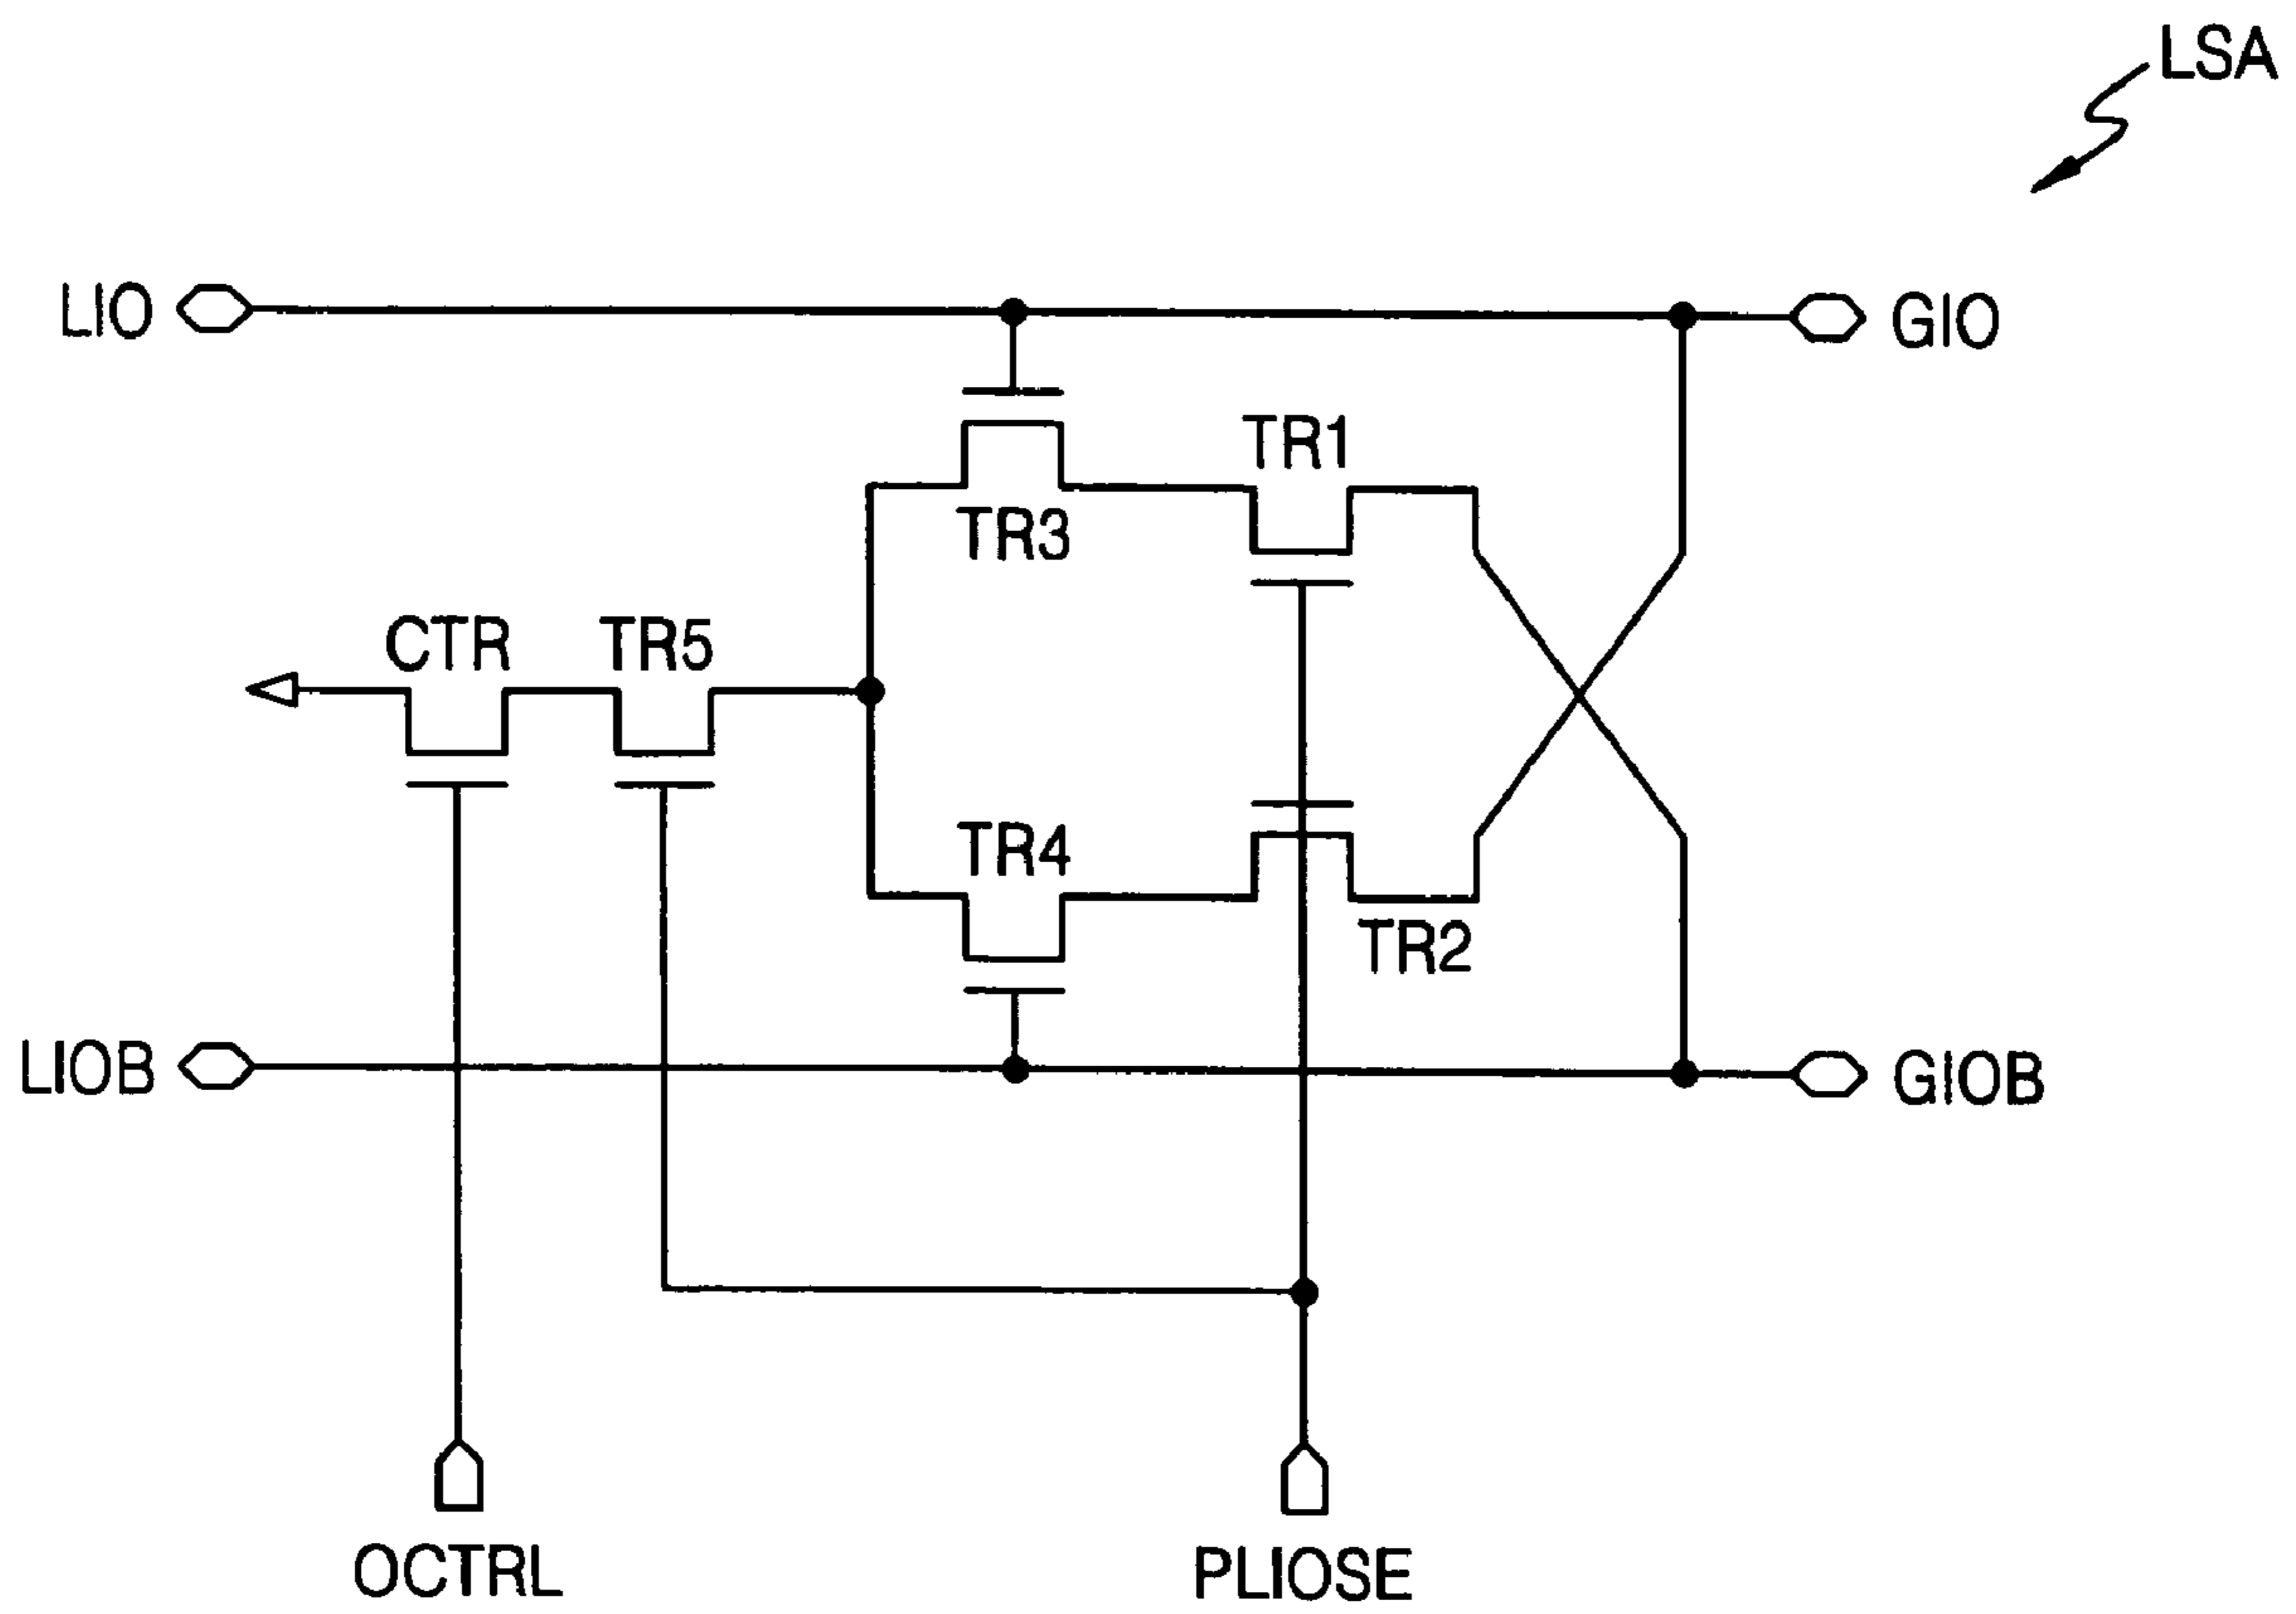 LSA
LIO
GIO
TR1
TR3
CTR
TR5
TR4
TR2
LIOB
GIOB
OCTRL
PLIOSE